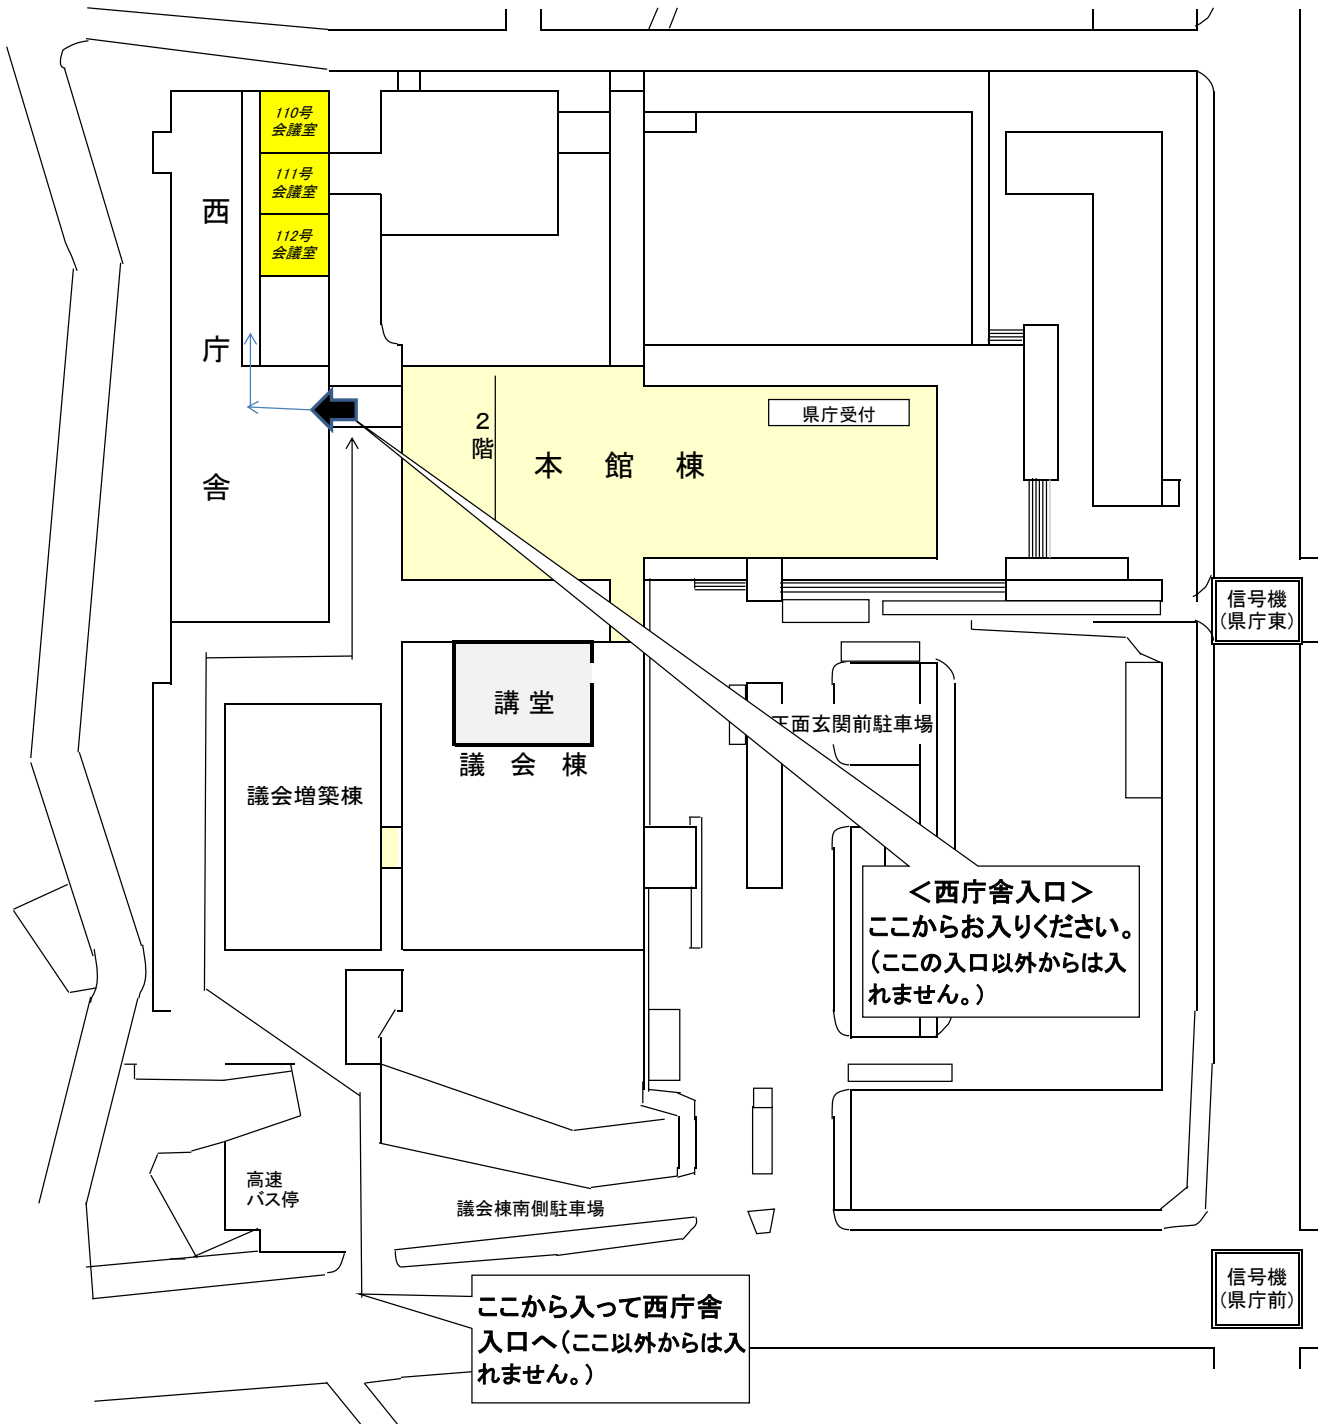 110号
会議室
111号
会議室
112号
会議室
西
庁
舎
2
階
本 館 棟
県庁受付
信号機
(県庁東)
講 堂
議 会 棟
正面玄関前駐車場
議会増築棟
＜西庁舎入口＞
ここからお入りください。
（ここの入口以外からは入
れません。）
高速
バス停
議会棟南側駐車場
ここから入って西庁舎
入口へ（ここ以外からは入
れません。）
信号機
(県庁前)